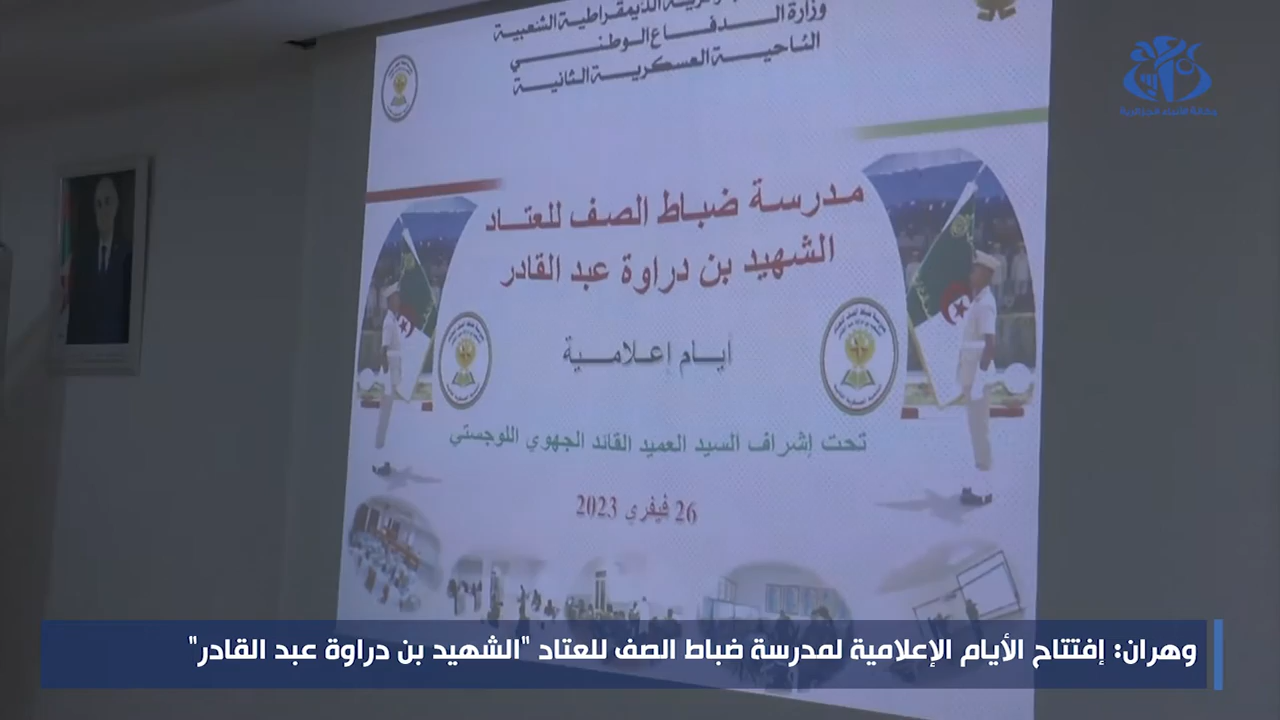 الديمقراطية الشعبية
وزارة الدفاع الوطني
الناحية العسكرية الثانية
مدرسة ضباط الصف للعتاد
الشهيد بن دراوة عبد القادر
أيام إعلامية
تحت إشراف السيد العميد القائد الجهوي اللوجستي
26 فيفري 2023
وهران: إفتتاح الأيام الإعلامية لمدرسة ضباط الصف للعتاد "الشهيد بن دراوة عبد القادر"